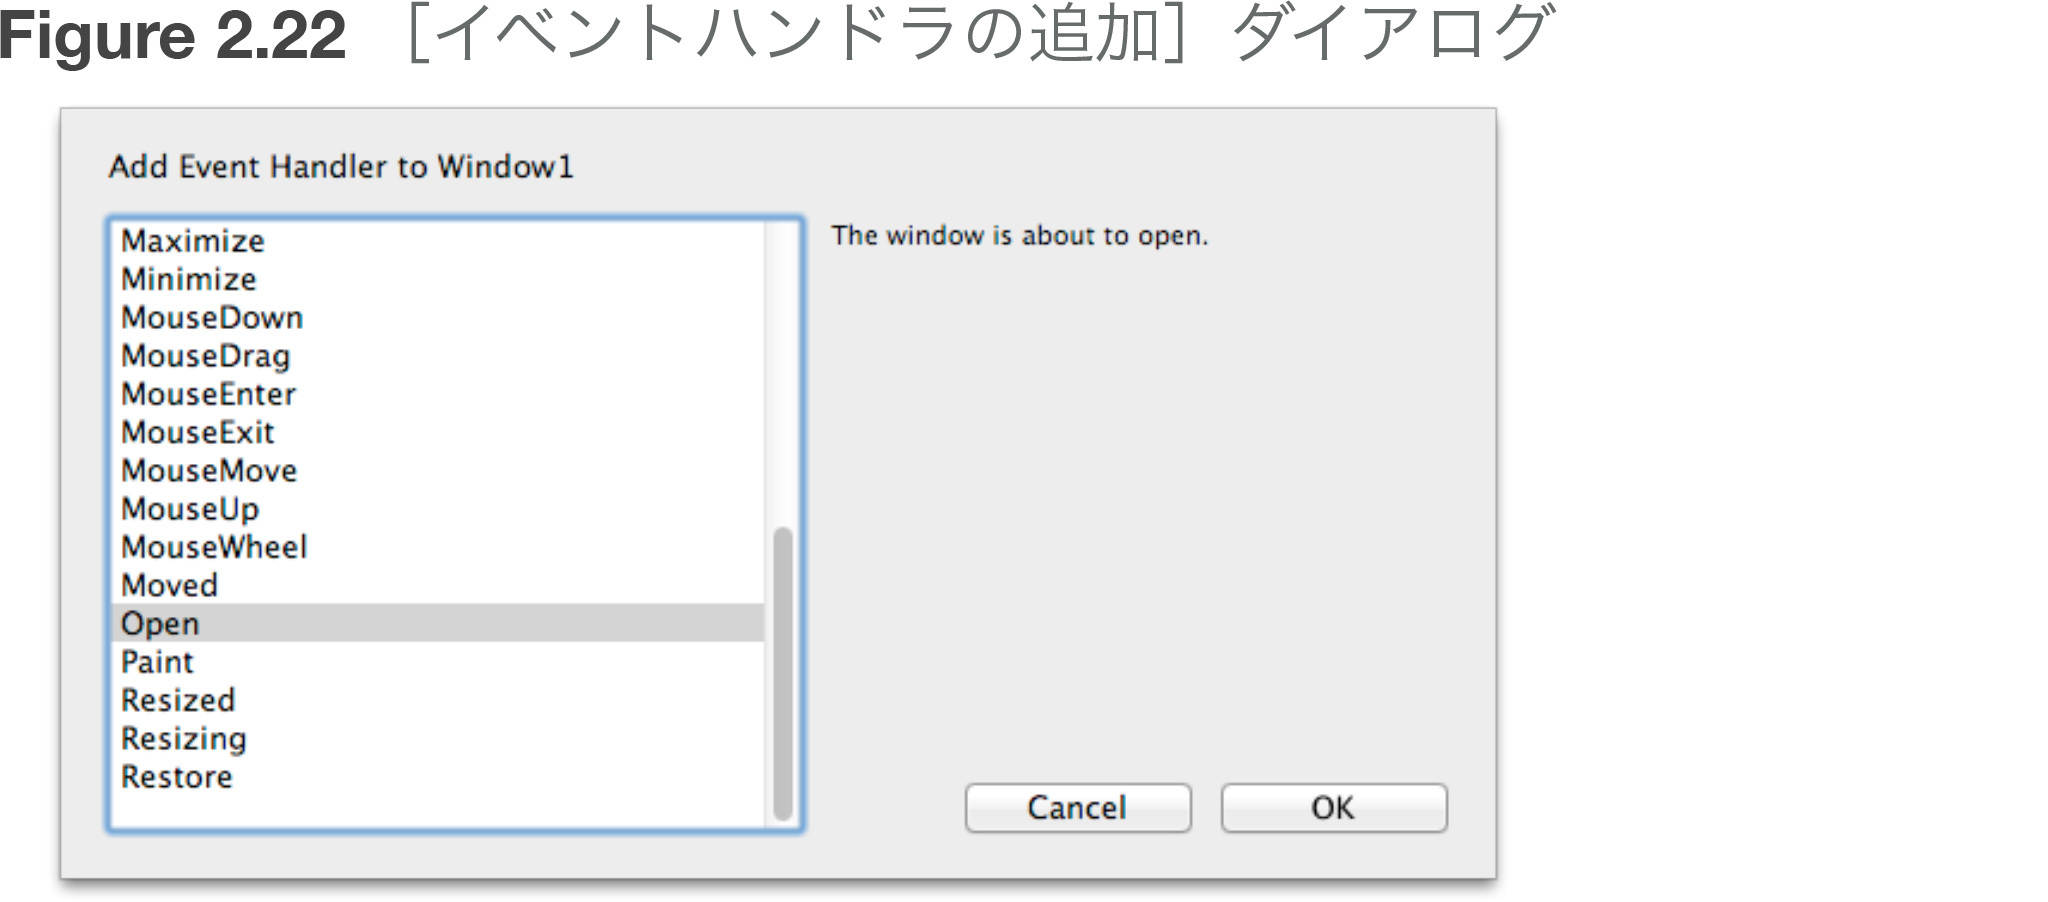 Figure 2.22 ［イベントハンドラの追加］ダイアログ
Add Event Handler to Window1
Maximize
Minimize
MouseDown
MouseDrag
MouseEnter
MouseExit
MouseMove
MouseUp
MouseWheel
Moved
Open
Paint
Resized
Resizing
Restore
The window is about to open.
Cancel
OK